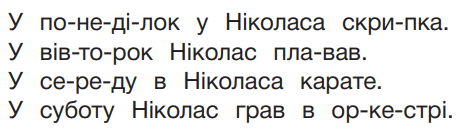 У по-не-ді-лок у Ніколаса скри-пка.
У вів-то-рок Ніколас пла-вав.
У се-ре-ду в Ніколаса карате.
У суботу Ніколас грав в ор-ке-стрі.